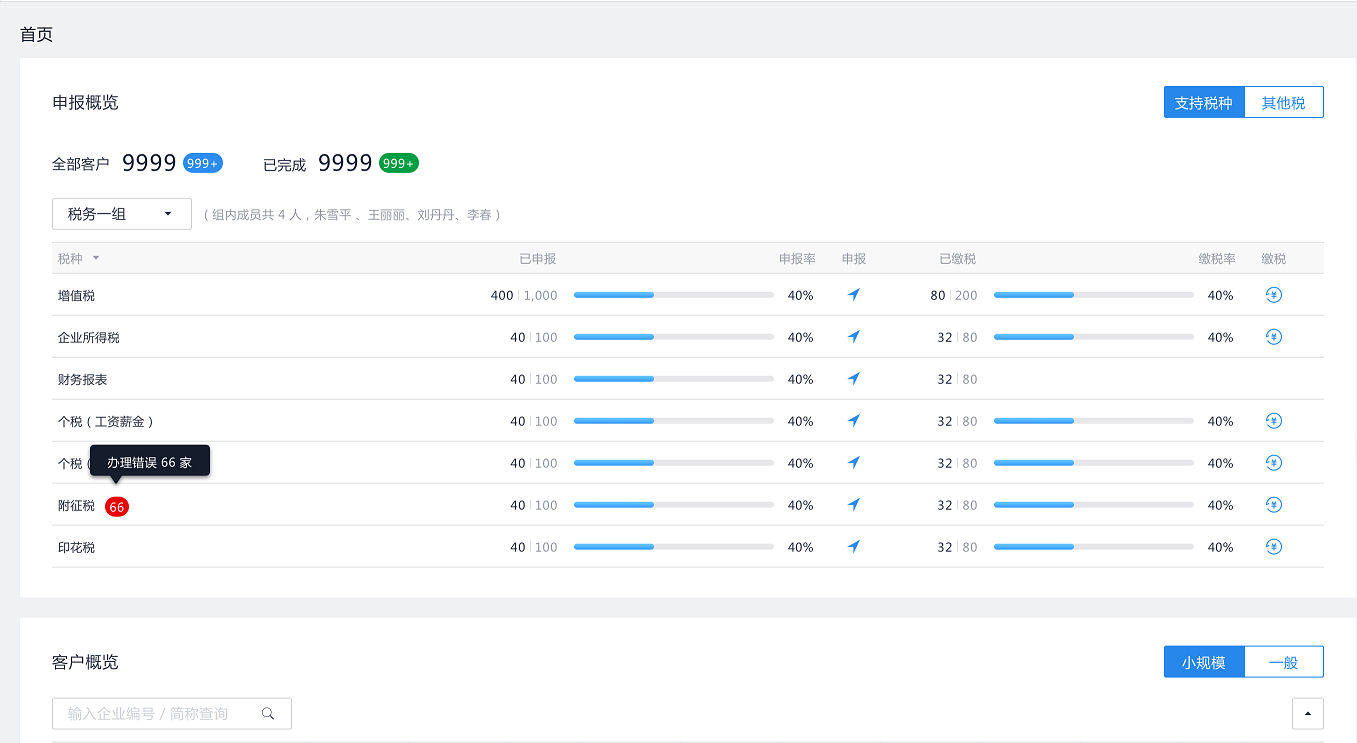 首页
申报概览 支持税种 其他税
全部客户 9999 999+ 已完成 9999 999+
税务一组 ( 组内成员共 4 人 , 朱雪平 、王丽丽、刘丹丹、李春 )
税种 已申报 申报率 申报 已缴税 缴税率 缴税
增值税 400 1,000 40% 80 200 40%
企业所得税 40 100 40% 32 80 40%
财务报表 40 100 40% 32 80
个税 ( 工资薪金 ) 40 100 40% 32 80 40%
个税 ( 40 100 40% 32 80 40%
办理错误 66 家
附征税 66 40 100 40% 32 80 40%
印花税 40 100 40% 32 80 40%
客户概览 小规模 一般
输入企业编号 / 简称查询